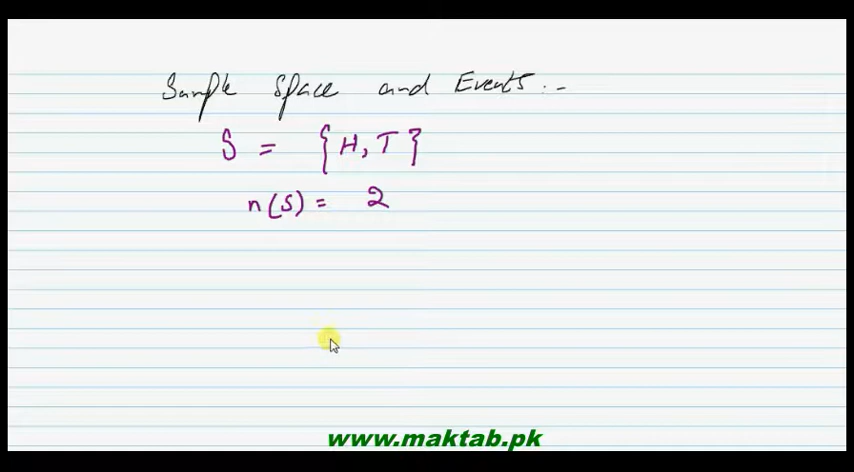 Sample Space and Events :-
S = {H, T}
n(S) = 2
www.maktab.pk